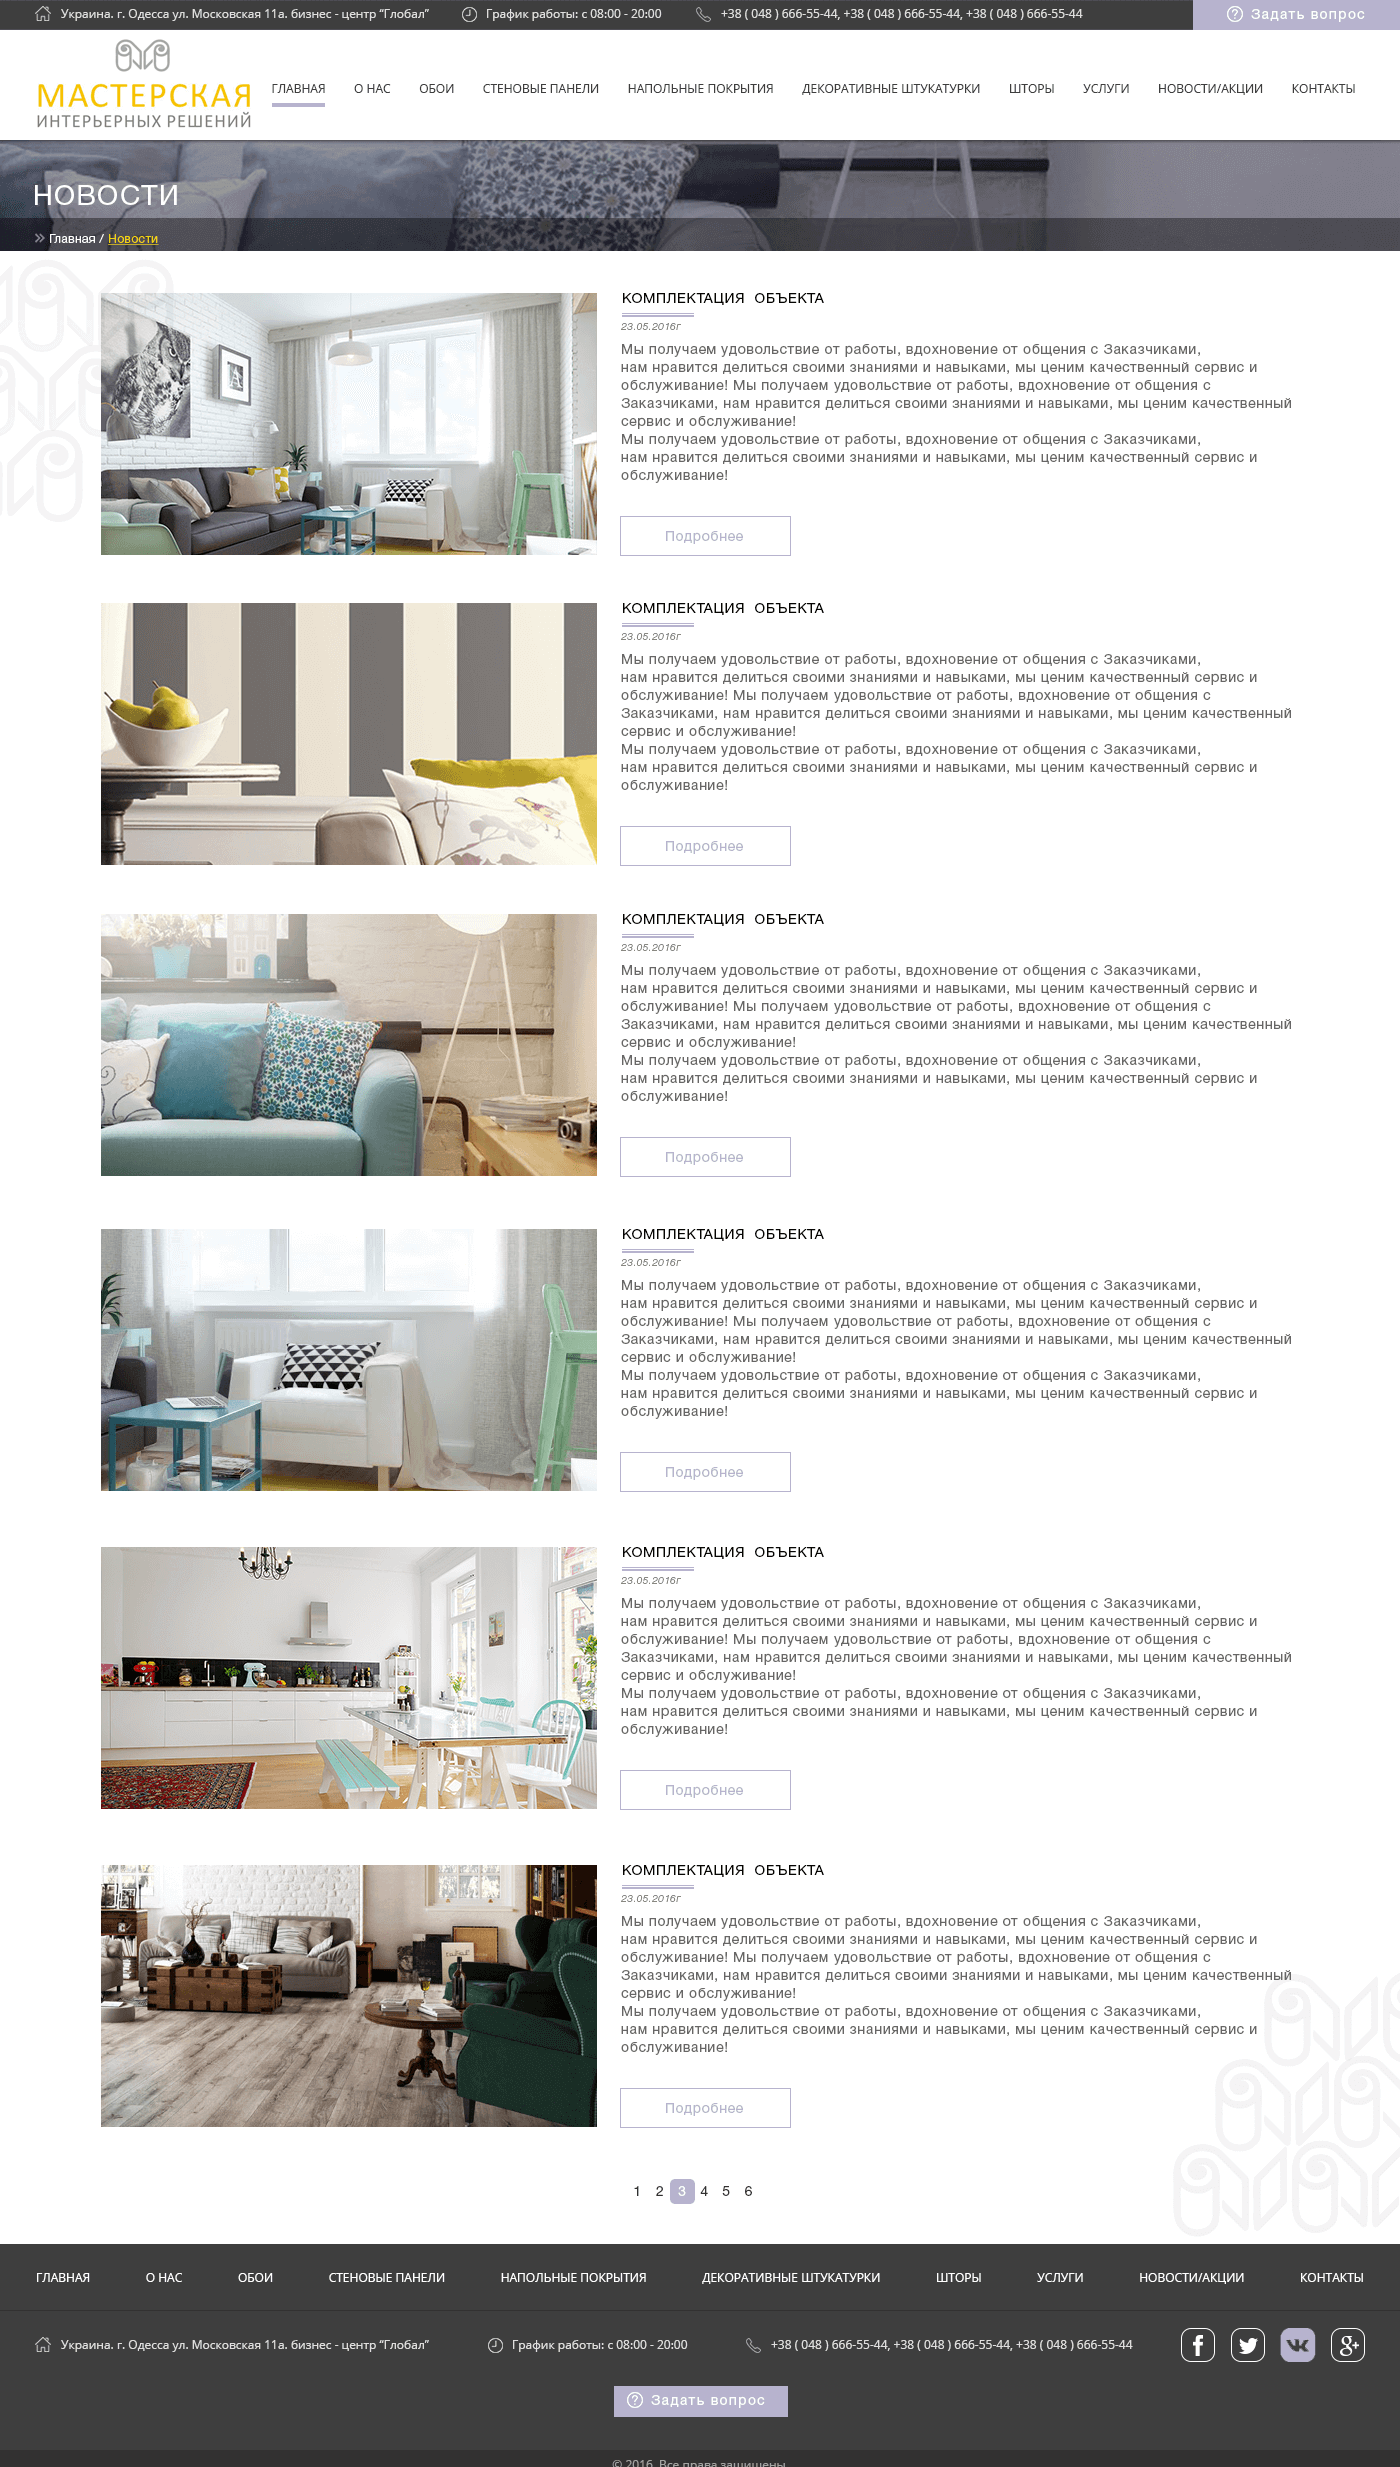 Украина. г. Одесса ул. Московская 11а. бизнес - центр “Глобал”
График работы: с 08:00 - 20:00
+38 ( 048 ) 666-55-44, +38 ( 048 ) 666-55-44, +38 ( 048 ) 666-55-44
Задать вопрос
МАСТЕРСКАЯ
ИНТЕРЬЕРНЫХ РЕШЕНИЙ
ГЛАВНАЯ О НАС ОБОИ СТЕНОВЫЕ ПАНЕЛИ НАПОЛЬНЫЕ ПОКРЫТИЯ ДЕКОРАТИВНЫЕ ШТУКАТУРКИ ШТОРЫ УСЛУГИ НОВОСТИ/АКЦИИ КОНТАКТЫ
НОВОСТИ
» Главная / Новости
A
КОМПЛЕКТАЦИЯ ОБЪЕКТА
23.05.2016г
Мы получаем удовольствие от работы, вдохновение от общения с Заказчиками,
нам нравится делиться своими знаниями и навыками, мы ценим качественный сервис и
обслуживание! Мы получаем удовольствие от работы, вдохновение от общения с
Заказчиками, нам нравится делиться своими знаниями и навыками, мы ценим качественный
сервис и обслуживание!
Мы получаем удовольствие от работы, вдохновение от общения с Заказчиками,
нам нравится делиться своими знаниями и навыками, мы ценим качественный сервис и
обслуживание!
Подробнее
КОМПЛЕКТАЦИЯ ОБЪЕКТА
23.05.2016г
Мы получаем удовольствие от работы, вдохновение от общения с Заказчиками,
нам нравится делиться своими знаниями и навыками, мы ценим качественный сервис и
обслуживание! Мы получаем удовольствие от работы, вдохновение от общения с
Заказчиками, нам нравится делиться своими знаниями и навыками, мы ценим качественный
сервис и обслуживание!
Мы получаем удовольствие от работы, вдохновение от общения с Заказчиками,
нам нравится делиться своими знаниями и навыками, мы ценим качественный сервис и
обслуживание!
Подробнее
КОМПЛЕКТАЦИЯ ОБЪЕКТА
23.05.2016г
Мы получаем удовольствие от работы, вдохновение от общения с Заказчиками,
нам нравится делиться своими знаниями и навыками, мы ценим качественный сервис и
обслуживание! Мы получаем удовольствие от работы, вдохновение от общения с
Заказчиками, нам нравится делиться своими знаниями и навыками, мы ценим качественный
сервис и обслуживание!
Мы получаем удовольствие от работы, вдохновение от общения с Заказчиками,
нам нравится делиться своими знаниями и навыками, мы ценим качественный сервис и
обслуживание!
Подробнее
КОМПЛЕКТАЦИЯ ОБЪЕКТА
23.05.2016г
Мы получаем удовольствие от работы, вдохновение от общения с Заказчиками,
нам нравится делиться своими знаниями и навыками, мы ценим качественный сервис и
обслуживание! Мы получаем удовольствие от работы, вдохновение от общения с
Заказчиками, нам нравится делиться своими знаниями и навыками, мы ценим качественный
сервис и обслуживание!
Мы получаем удовольствие от работы, вдохновение от общения с Заказчиками,
нам нравится делиться своими знаниями и навыками, мы ценим качественный сервис и
обслуживание!
Подробнее
КОМПЛЕКТАЦИЯ ОБЪЕКТА
23.05.2016г
Мы получаем удовольствие от работы, вдохновение от общения с Заказчиками,
нам нравится делиться своими знаниями и навыками, мы ценим качественный сервис и
обслуживание! Мы получаем удовольствие от работы, вдохновение от общения с
Заказчиками, нам нравится делиться своими знаниями и навыками, мы ценим качественный
сервис и обслуживание!
Мы получаем удовольствие от работы, вдохновение от общения с Заказчиками,
нам нравится делиться своими знаниями и навыками, мы ценим качественный сервис и
обслуживание!
Подробнее
КОМПЛЕКТАЦИЯ ОБЪЕКТА
23.05.2016г
Мы получаем удовольствие от работы, вдохновение от общения с Заказчиками,
нам нравится делиться своими знаниями и навыками, мы ценим качественный сервис и
обслуживание! Мы получаем удовольствие от работы, вдохновение от общения с
Заказчиками, нам нравится делиться своими знаниями и навыками, мы ценим качественный
сервис и обслуживание!
Мы получаем удовольствие от работы, вдохновение от общения с Заказчиками,
нам нравится делиться своими знаниями и навыками, мы ценим качественный сервис и
обслуживание!
Подробнее
1 2 3 4 5 6
ГЛАВНАЯ О НАС ОБОИ СТЕНОВЫЕ ПАНЕЛИ НАПОЛЬНЫЕ ПОКРЫТИЯ ДЕКОРАТИВНЫЕ ШТУКАТУРКИ ШТОРЫ УСЛУГИ НОВОСТИ/АКЦИИ КОНТАКТЫ
Украина. г. Одесса ул. Московская 11а. бизнес - центр “Глобал”
График работы: с 08:00 - 20:00
+38 ( 048 ) 666-55-44, +38 ( 048 ) 666-55-44, +38 ( 048 ) 666-55-44
Задать вопрос
© 2016. Все права защищены